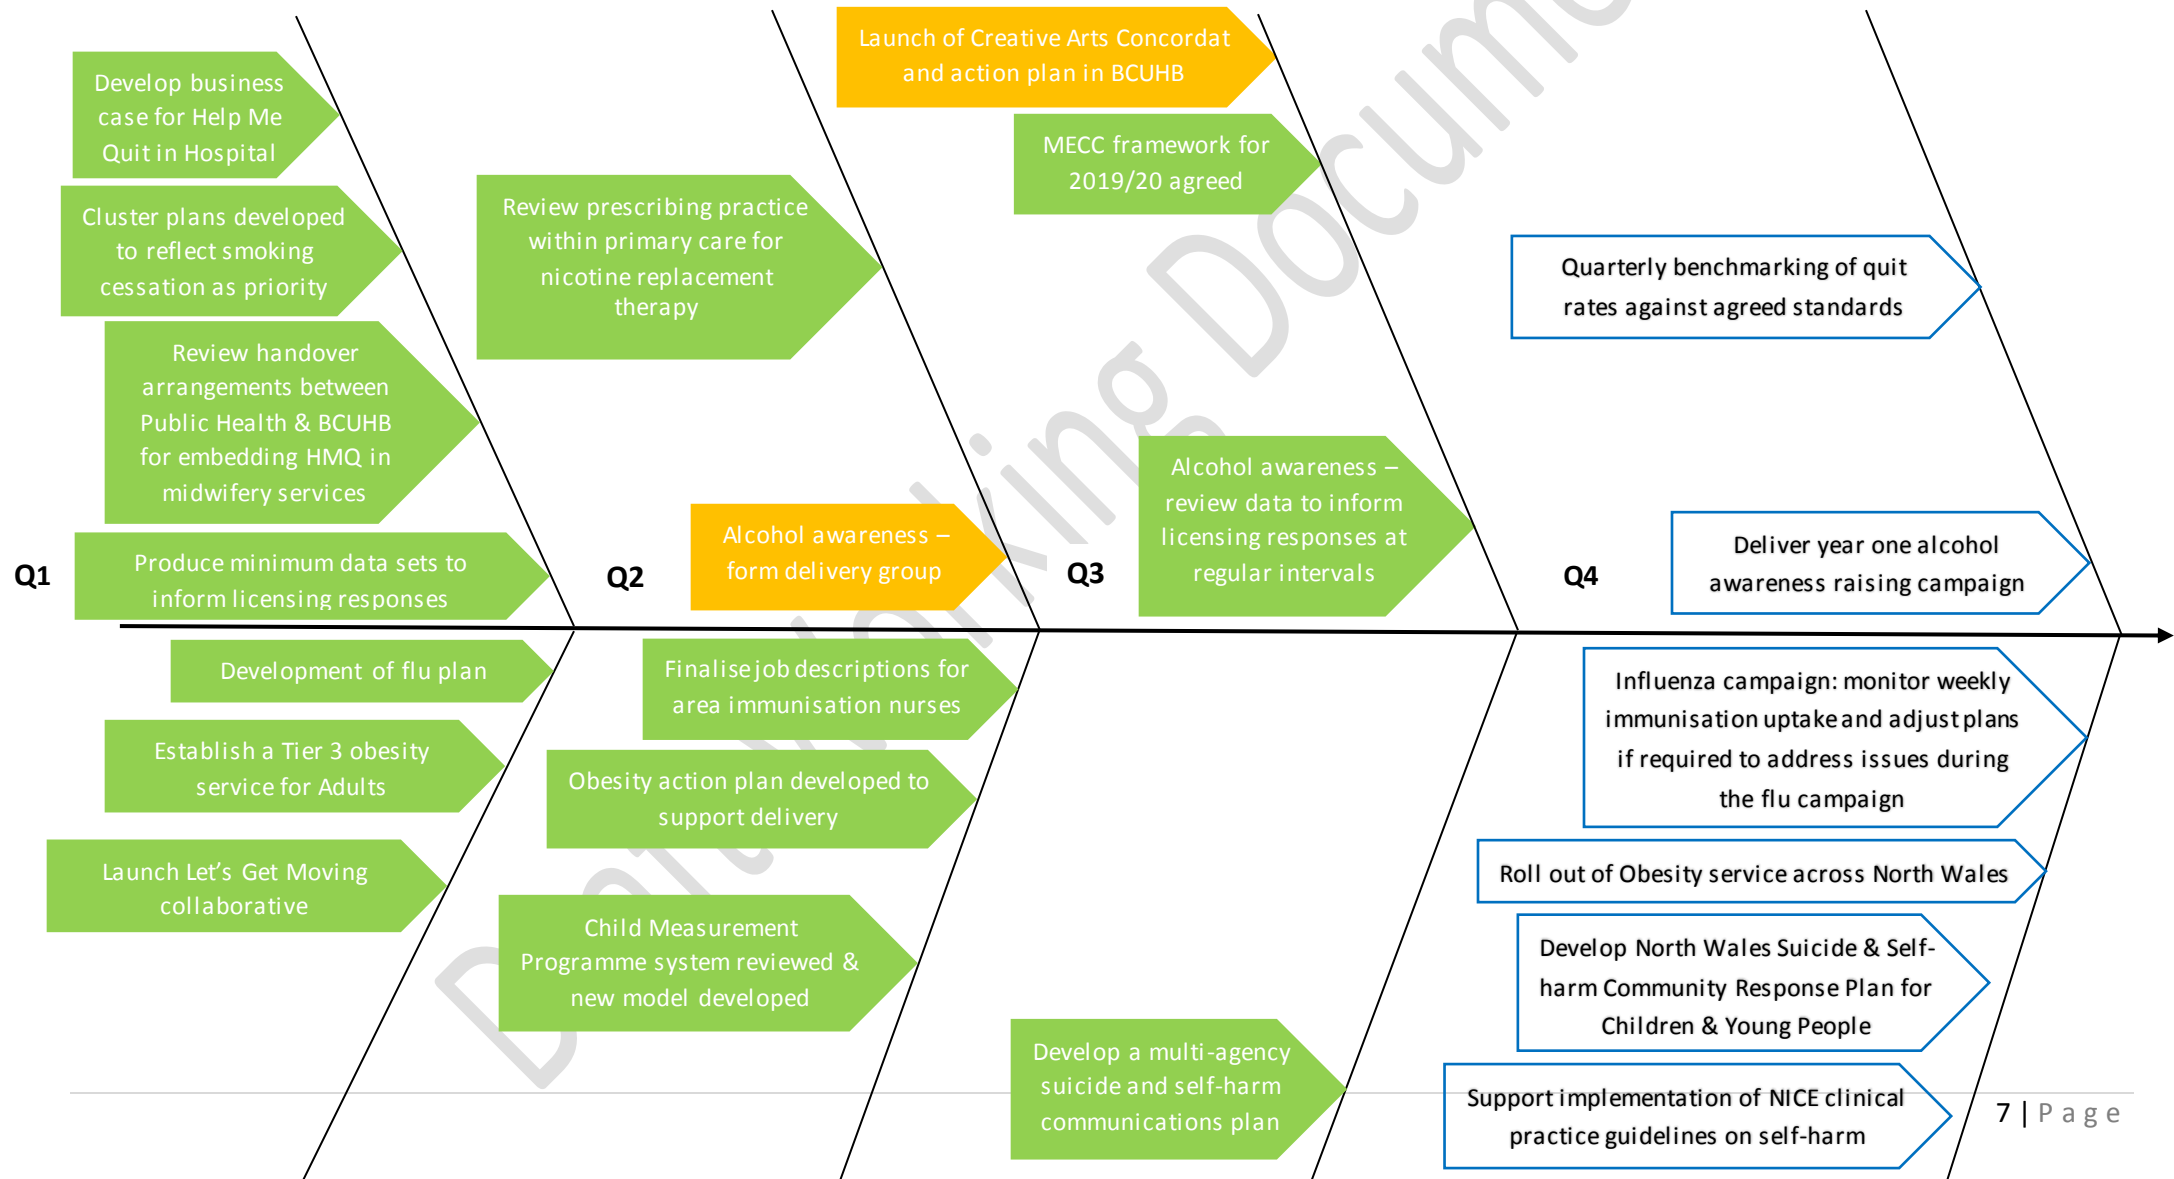 Develop business
case for Help Me
Quit in Hospital
Cluster plans developed
to reflect smoking
cessation as priority
Review handover
arrangements between
Public Health & BCUHB
for embedding HMQ in
midwifery services
Q1
Produce minimum data sets to
inform licensing responses
Development of flu plan
Establish a Tier 3 obesity
service for Adults
Launch Let’s Get Moving
collaborative
Review prescribing practice
within primary care for
nicotine replacement
therapy
Q2
Alcohol awareness –
form delivery group
Finalise job descriptions for
area immunisation nurses
Obesity action plan developed to
support delivery
Child Measurement
Programme system reviewed &
new model developed
Launch of Creative Arts Concordat
and action plan in BCUHB
MECC framework for
2019/20 agreed
Q3
Alcohol awareness –
review data to inform
licensing responses at
regular intervals
Develop a multi-agency
suicide and self-harm
communications plan
Quarterly benchmarking of quit
rates against agreed standards
Q4
Deliver year one alcohol
awareness raising campaign
Influenza campaign: monitor weekly
immunisation uptake and adjust plans
if required to address issues during
the flu campaign
Roll out of Obesity service across North Wales
Develop North Wales Suicide & Self-
harm Community Response Plan for
Children & Young People
Support implementation of NICE clinical
practice guidelines on self-harm
7 | Page